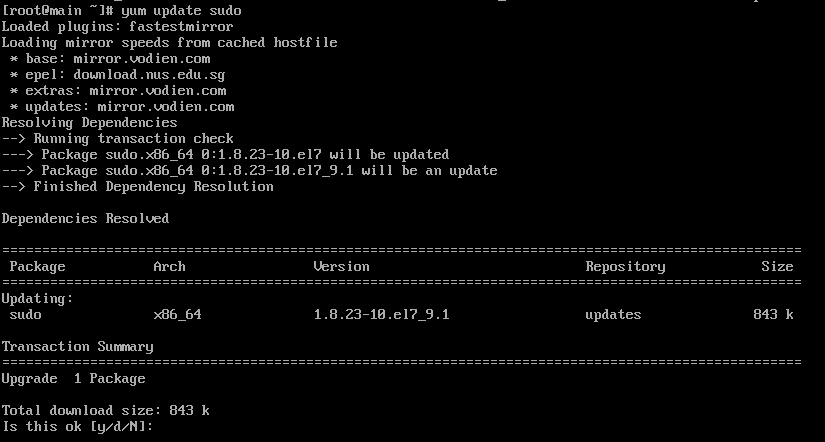 [root@main ~]# yum update sudo
Loaded plugins: fastestmirror
Loading mirror speeds from cached hostfile
 * base: mirror.vodien.com
 * epel: download.nus.edu.sg
 * extras: mirror.vodien.com
 * updates: mirror.vodien.com
Resolving Dependencies
--> Running transaction check
---> Package sudo.x86_64 0:1.8.23-10.el7 will be updated
---> Package sudo.x86_64 0:1.8.23-10.el7_9.1 will be an update
--> Finished Dependency Resolution

Dependencies Resolved

====================================================================================================
 Package           Arch                Version                              Repository            Size
====================================================================================================
Updating:
 sudo              x86_64              1.8.23-10.el7_9.1                    updates              843 k

Transaction Summary
====================================================================================================
Upgrade  1 Package

Total download size: 843 k
Is this ok [y/d/N]: